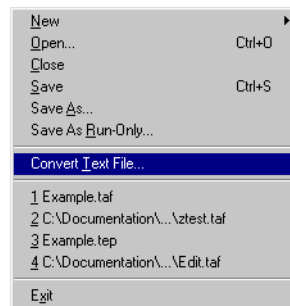 New
Open... Ctrl+O
Close
Save Ctrl+S
Save As...
Save As Run-Only...
Convert Text File...
1 Example.taf
2 C:\Documentation\...\ztest.taf
3 Example.tep
4 C:\Documentation\...\Edit.taf
Exit